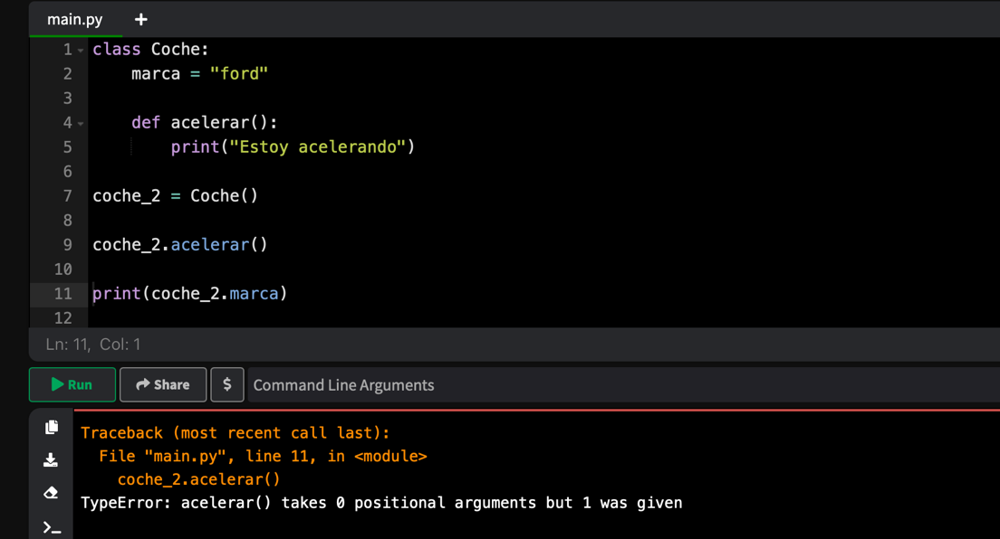 main.py +
1 class Coche:
2     marca = "ford"
3
4     def acelerar():
5         print("Estoy acelerando")
6
7 coche_2 = Coche()
8
9 coche_2.acelerar()
10
11 print(coche_2.marca)
12
Ln: 11, Col: 1
Run Share $ Command Line Arguments
Traceback (most recent call last):
  File "main.py", line 11, in <module>
    coche_2.acelerar()
TypeError: acelerar() takes 0 positional arguments but 1 was given